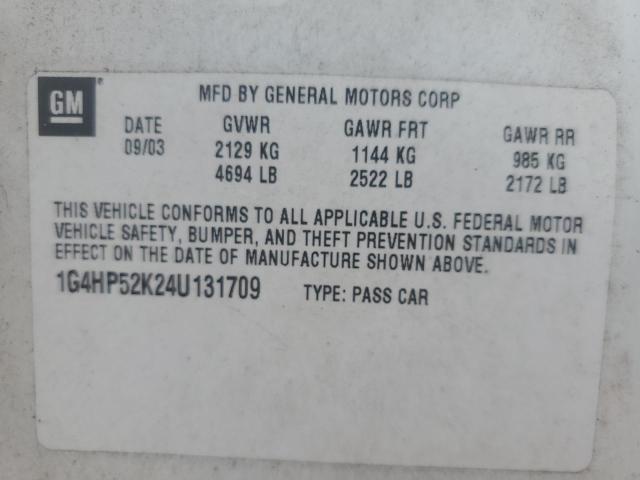 GM®
MFD BY GENERAL MOTORS CORP
DATE GVWR GAWR FRT GAWR RR
09/03 2129 KG 1144 KG 985 KG
4694 LB 2522 LB 2172 LB
THIS VEHICLE CONFORMS TO ALL APPLICABLE U.S. FEDERAL MOTOR
VEHICLE SAFETY, BUMPER, AND THEFT PREVENTION STANDARDS IN
EFFECT ON THE DATE OF MANUFACTURE SHOWN ABOVE.
1G4HP52K24U131709 TYPE: PASS CAR